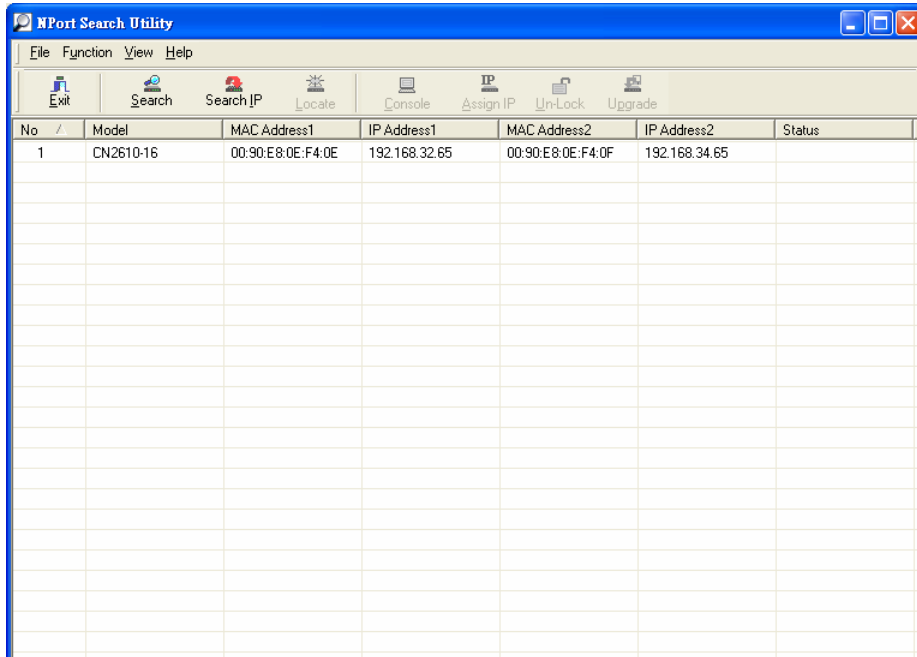 NPort Search Utility
File Function View Help
Exit Search Search IP Locate Console Assign IP Un-Lock Upgrade
No Model MAC Address1 IP Address1 MAC Address2 IP Address2 Status
1 CN2610-16 00:90:E8:0E:F4:0E 192.168.32.65 00:90:E8:0E:F4:0F 192.168.34.65